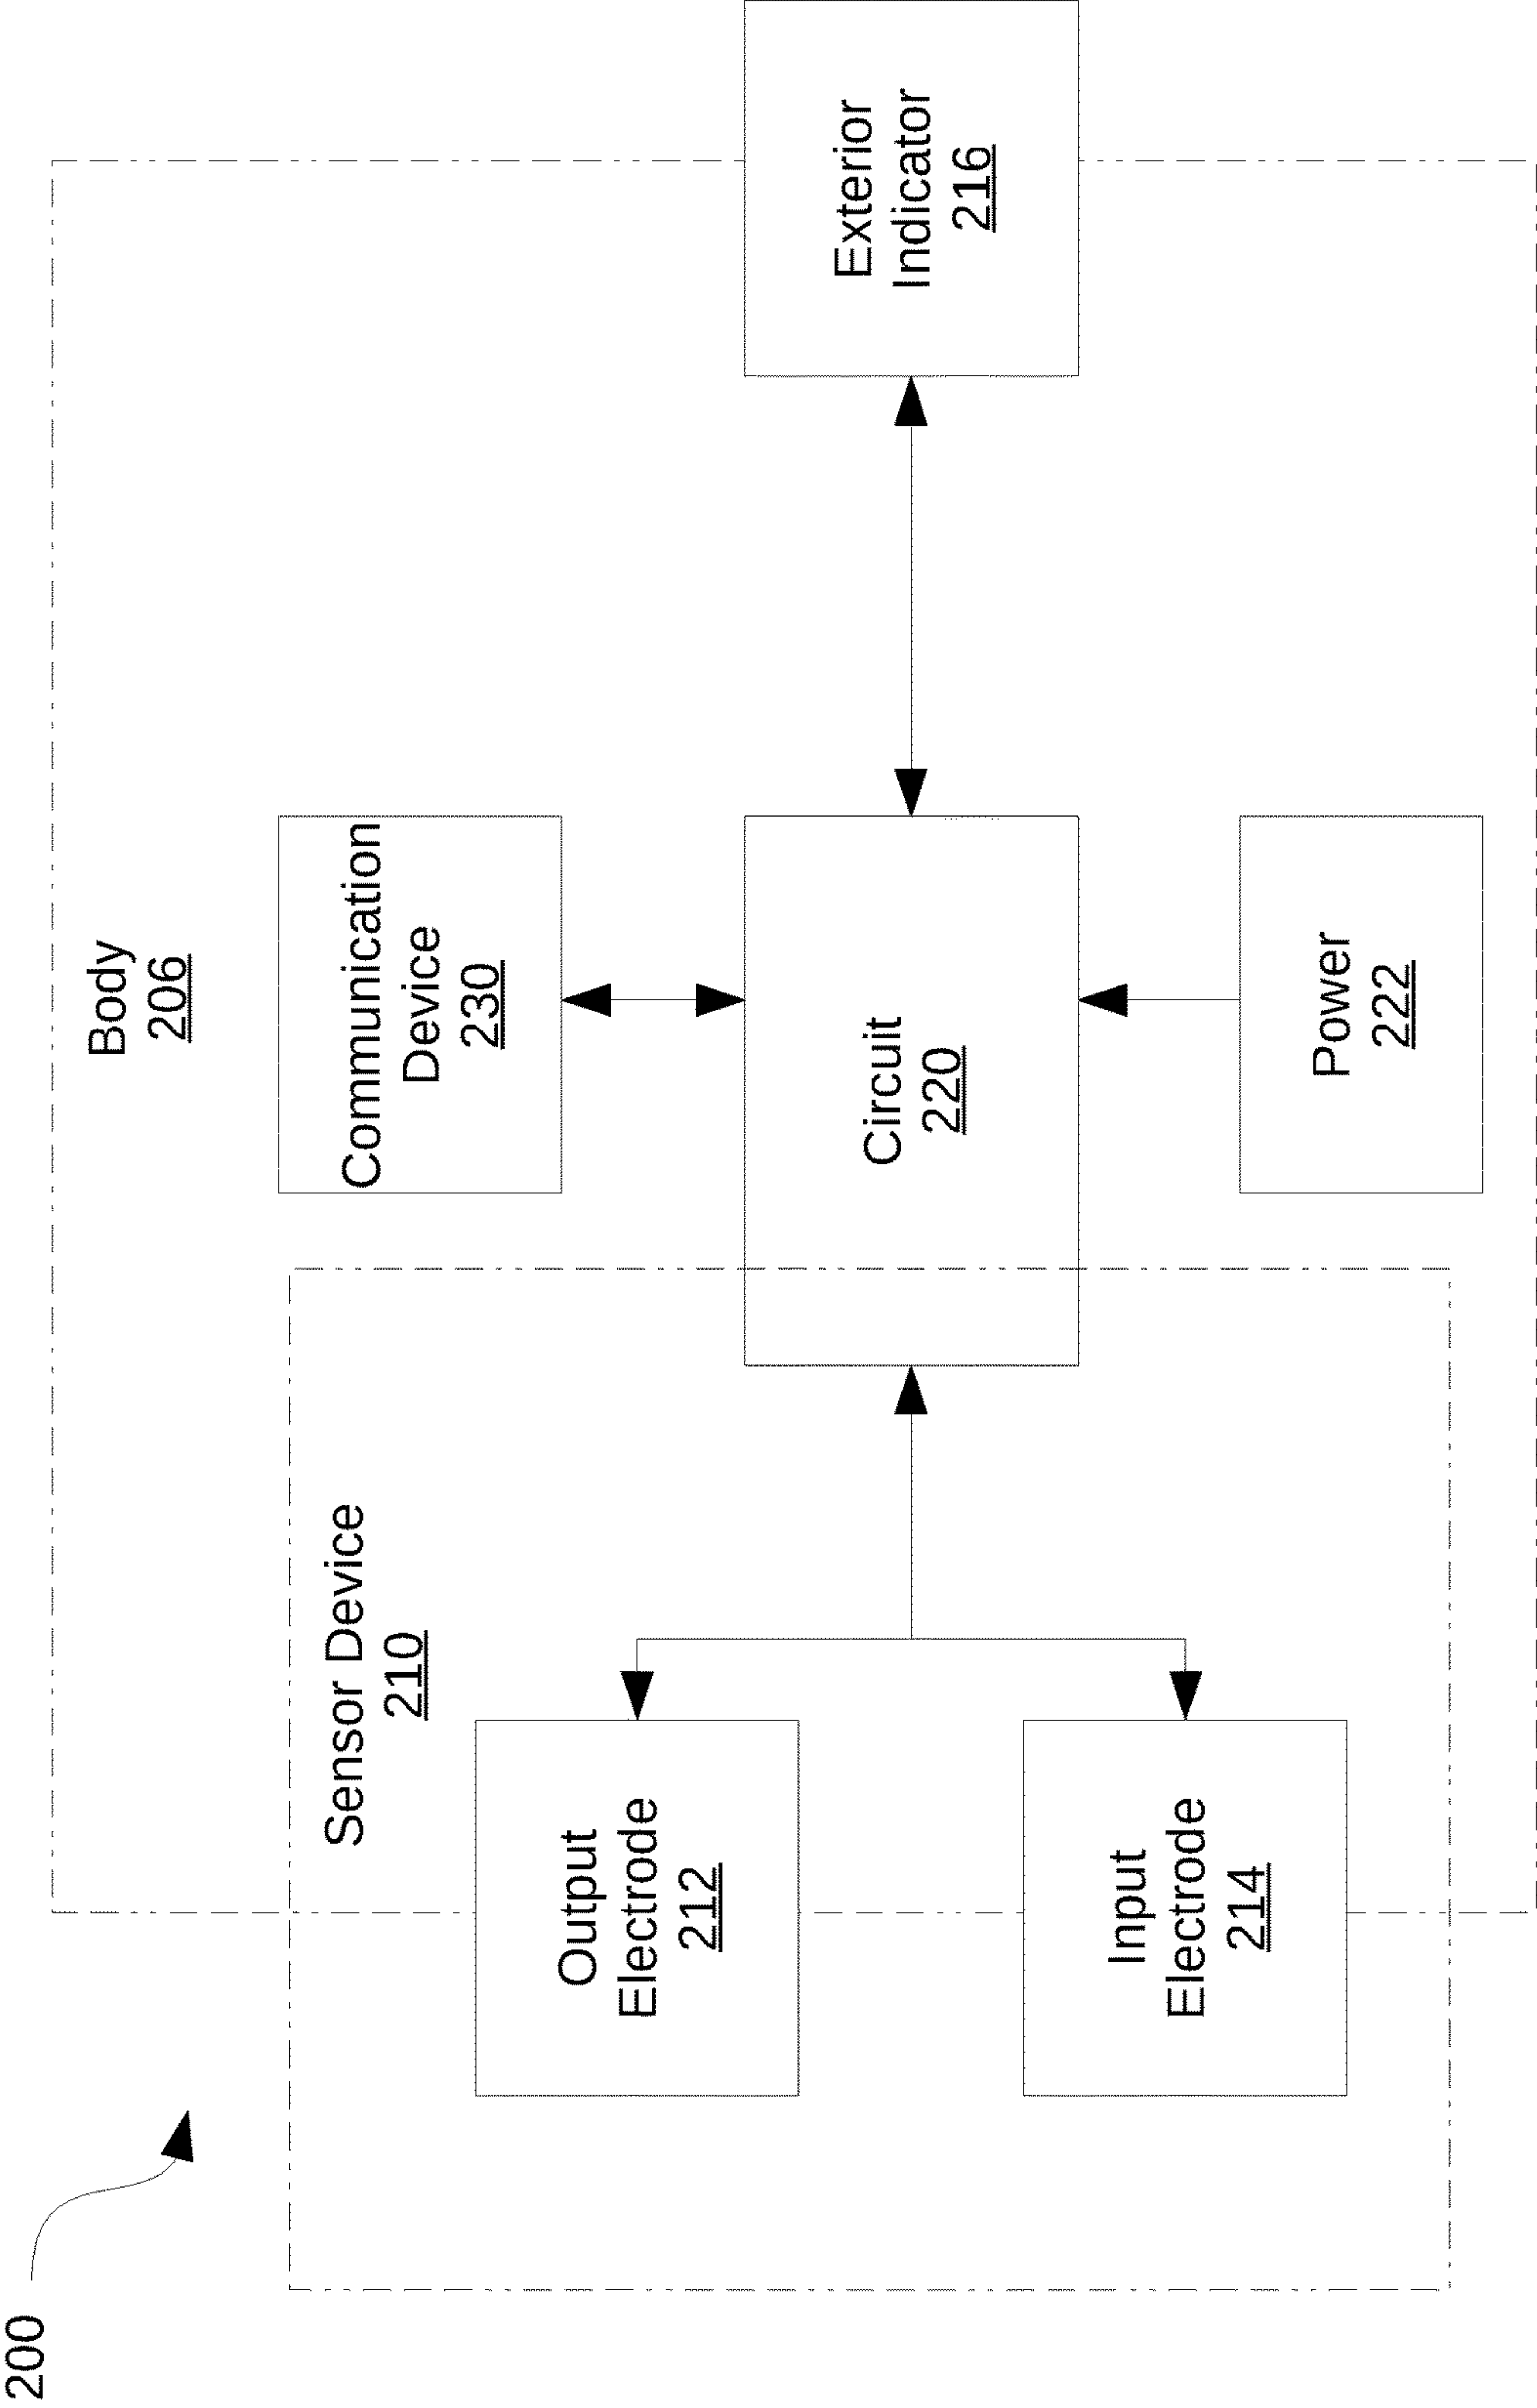 200
Body
206
Sensor Device
210
Communication
Device
230
Output
Electrode
212
Circuit
220
Exterior
Indicator
216
Input
Electrode
214
Power
222